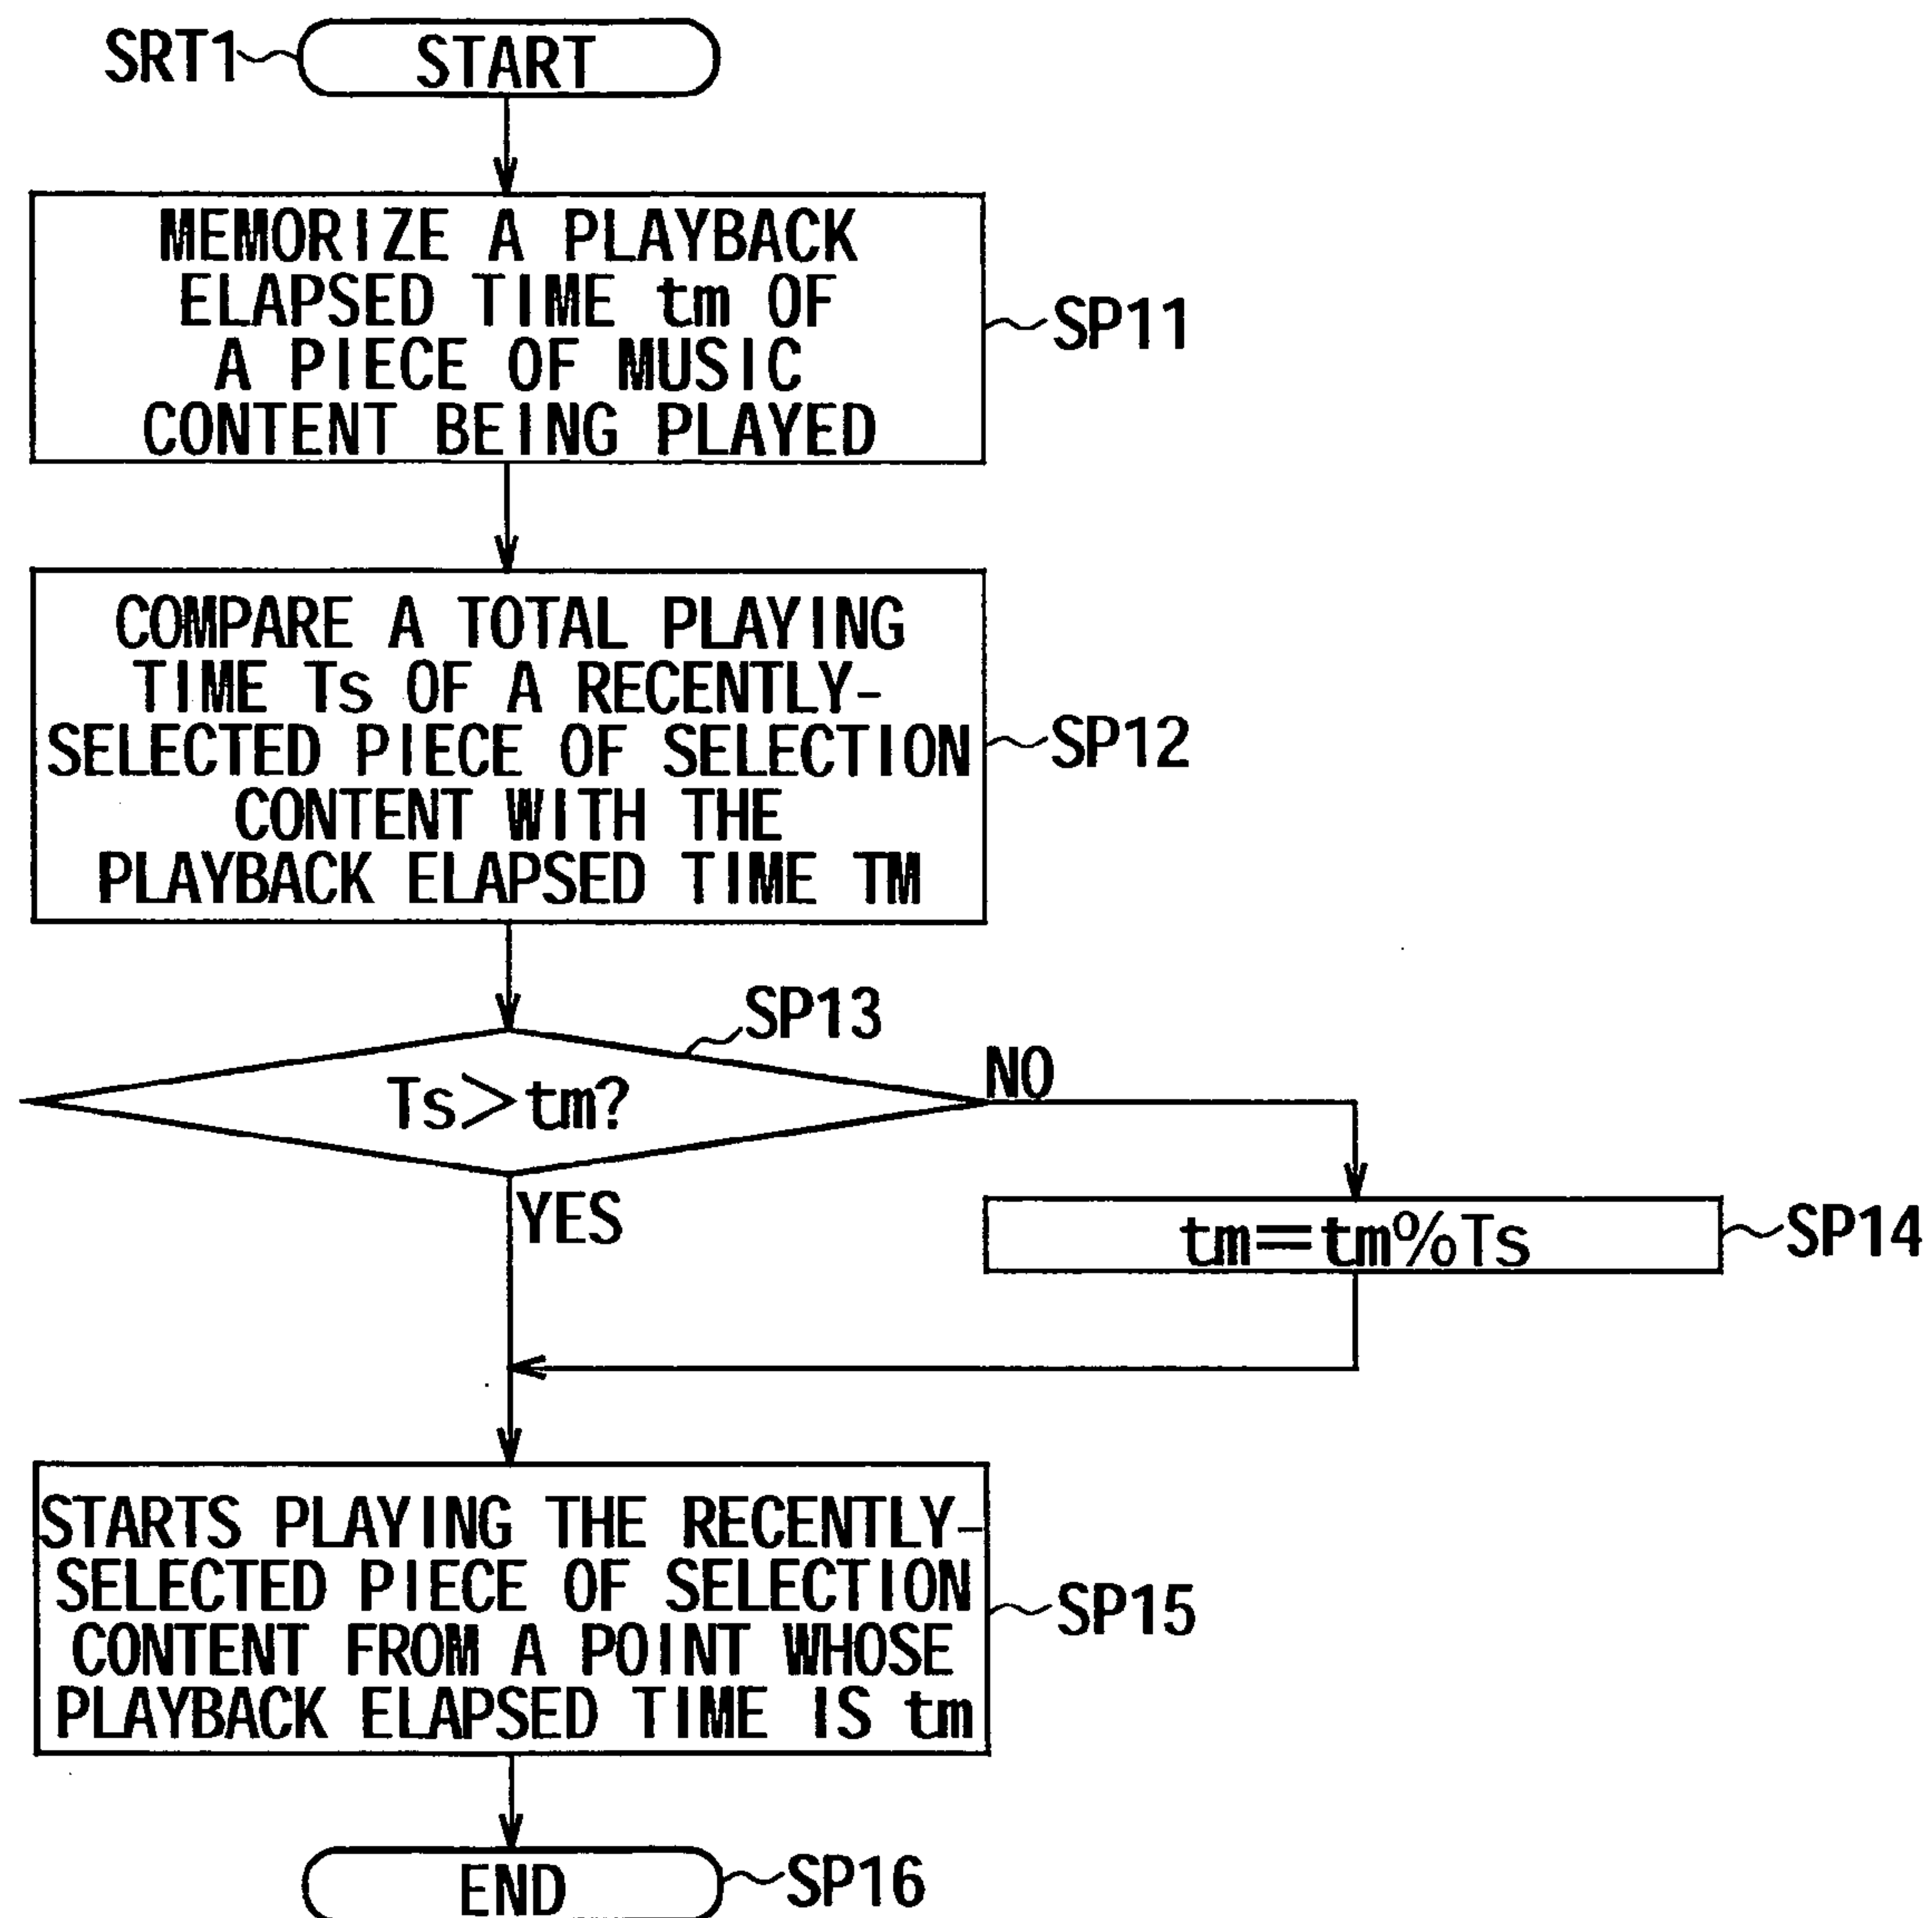 SRT1
START
MEMORIZE A PLAYBACK
ELAPSED TIME tm OF
A PIECE OF MUSIC
CONTENT BEING PLAYED
SP11
COMPARE A TOTAL PLAYING
TIME Ts OF A RECENTLY-
SELECTED PIECE OF SELECTION
CONTENT WITH THE
PLAYBACK ELAPSED TIME TM
SP12
SP13
Ts>tm?
NO
YES
tm=tm%Ts
SP14
STARTS PLAYING THE RECENTLY-
SELECTED PIECE OF SELECTION
CONTENT FROM A POINT WHOSE
PLAYBACK ELAPSED TIME IS tm
SP15
END
SP16